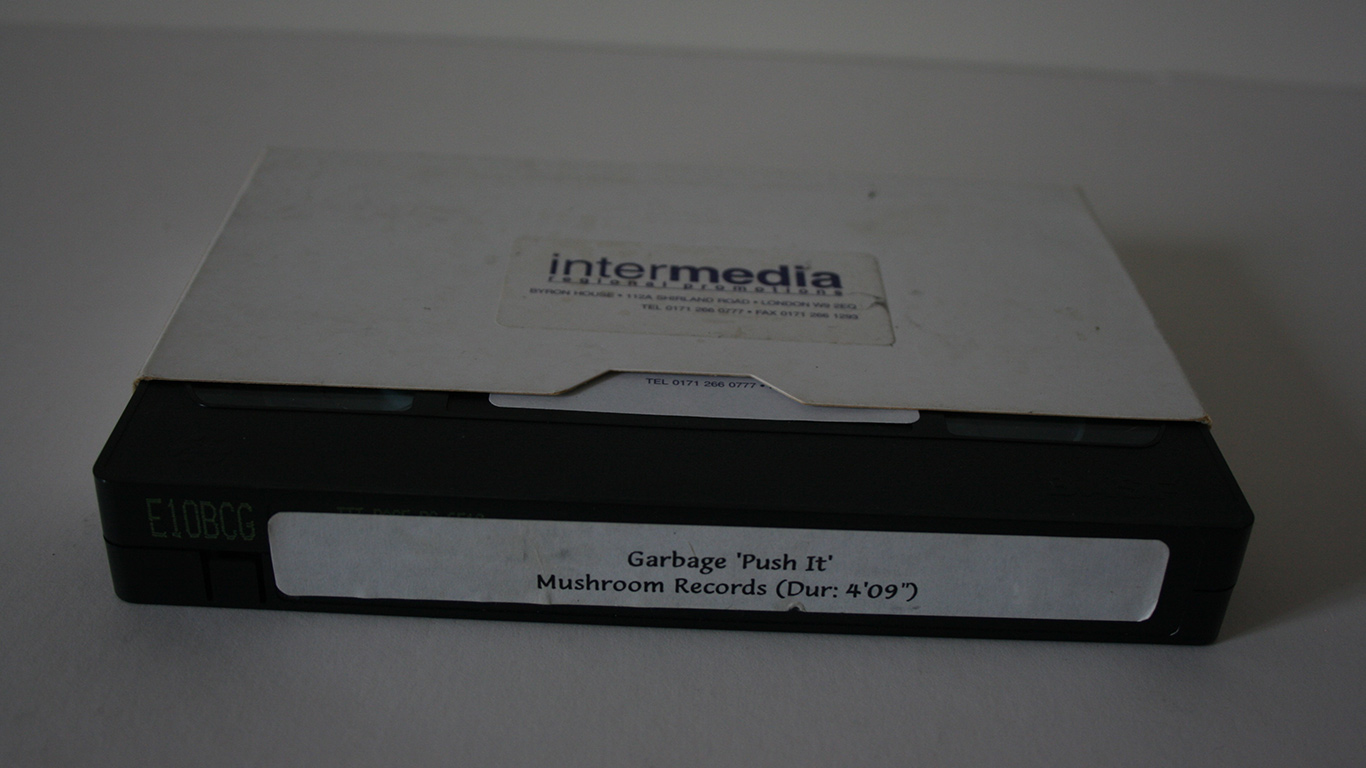 intermedia
regional promotions
BYRON HOUSE • 112A SHIRLAND ROAD • LONDON W9 2EQ
TEL 0171 266 0777 • FAX 0171 266 1293
TEL 0171 266 0777 •
E10BCG
Garbage 'Push It'
Mushroom Records (Dur: 4'09")